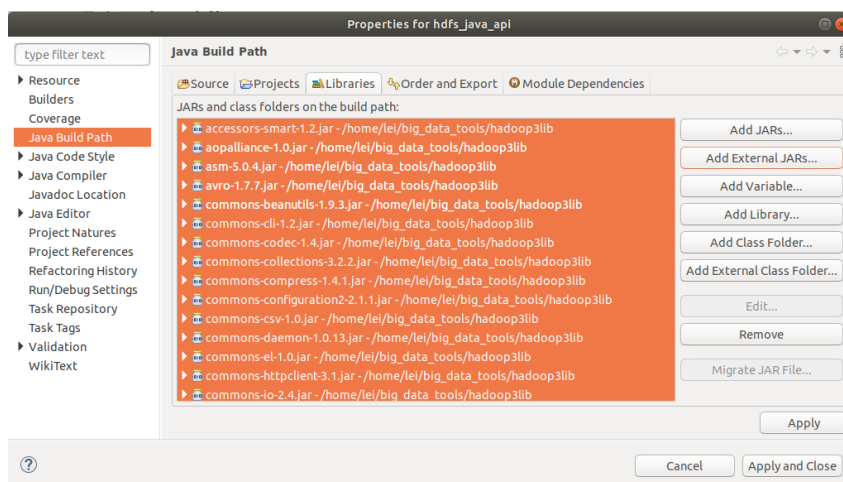 Properties for hdfs_java_api
type filter text
Java Build Path
Resource
Builders
Coverage
Java Build Path
Java Code Style
Java Compiler
Javadoc Location
Java Editor
Project Natures
Project References
Refactoring History
Run/Debug Settings
Task Repository
Task Tags
Validation
WikiText
Source Projects Libraries Order and Export Module Dependencies
JARs and class folders on the build path:
accessors-smart-1.2.jar - /home/lei/big_data_tools/hadoop3lib
aopalliance-1.0.jar - /home/lei/big_data_tools/hadoop3lib
asm-5.0.4.jar - /home/lei/big_data_tools/hadoop3lib
avro-1.7.7.jar - /home/lei/big_data_tools/hadoop3lib
commons-beanutils-1.9.3.jar - /home/lei/big_data_tools/hadoop3lib
commons-cli-1.2.jar - /home/lei/big_data_tools/hadoop3lib
commons-codec-1.4.jar - /home/lei/big_data_tools/hadoop3lib
commons-collections-3.2.2.jar - /home/lei/big_data_tools/hadoop3lib
commons-compress-1.4.1.jar - /home/lei/big_data_tools/hadoop3lib
commons-configuration2-2.1.1.jar - /home/lei/big_data_tools/hadoop3lib
commons-csv-1.0.jar - /home/lei/big_data_tools/hadoop3lib
commons-daemon-1.0.13.jar - /home/lei/big_data_tools/hadoop3lib
commons-el-1.0.jar - /home/lei/big_data_tools/hadoop3lib
commons-httpclient-3.1.jar - /home/lei/big_data_tools/hadoop3lib
commons-io-2.4.jar - /home/lei/big_data_tools/hadoop3lib
Add JARs...
Add External JARs...
Add Variable...
Add Library...
Add Class Folder...
Add External Class Folder...
Edit...
Remove
Migrate JAR File...
Apply
?
Cancel
Apply and Close